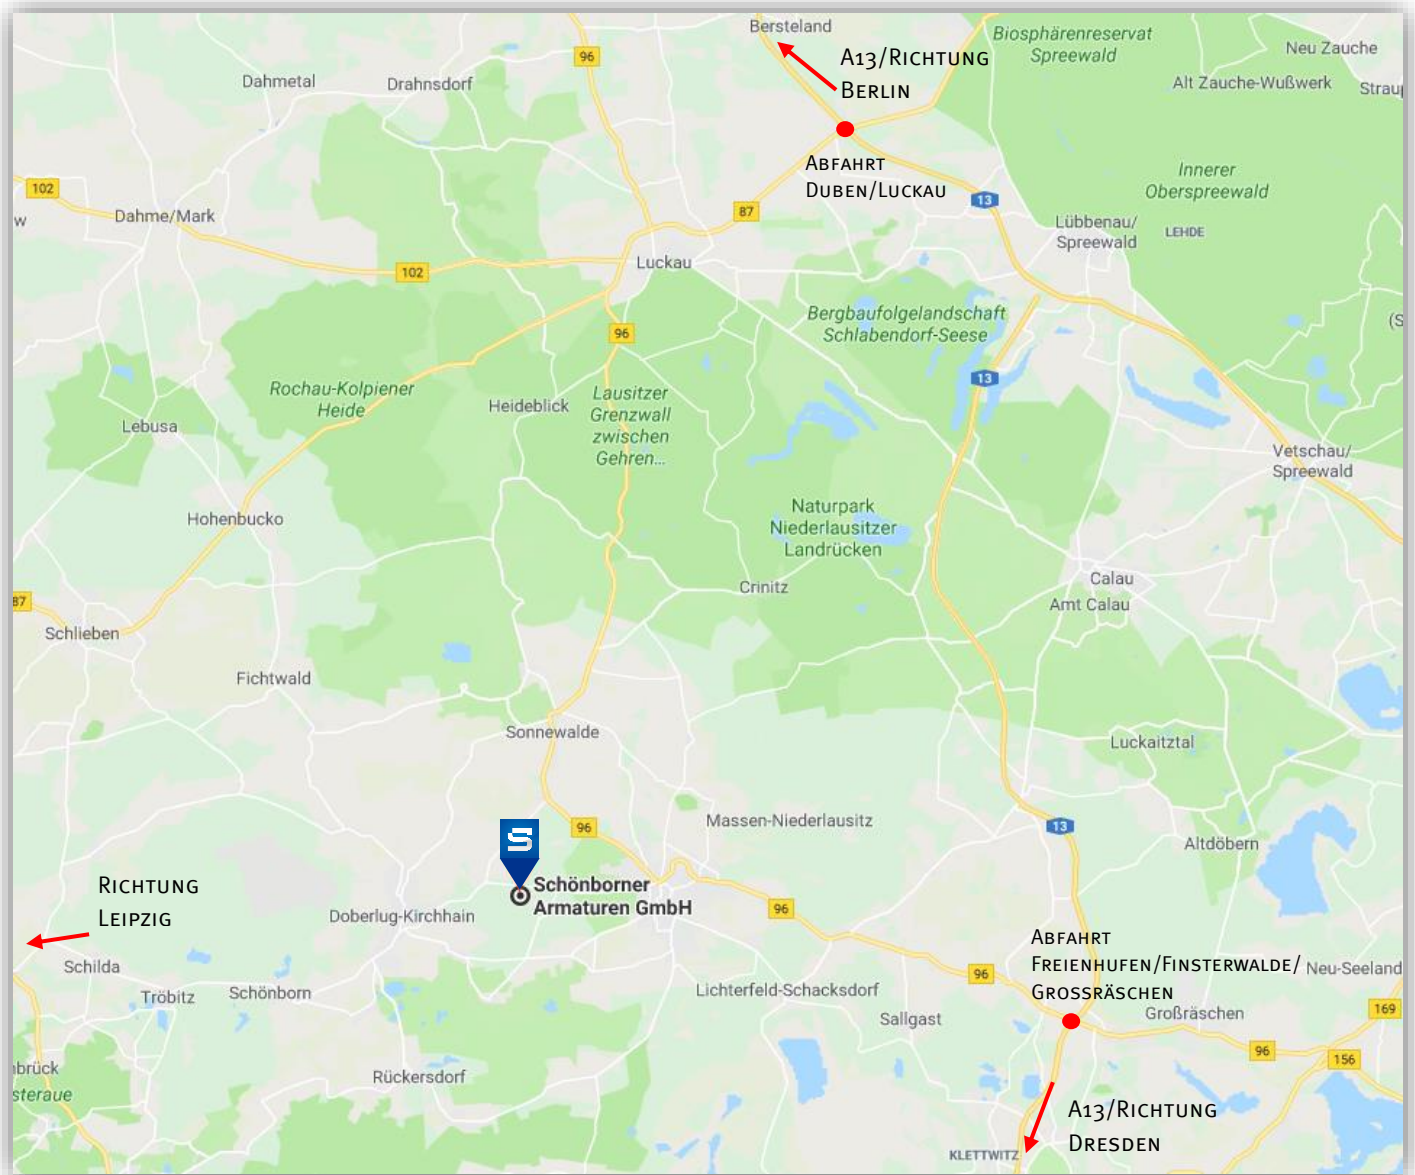 Bersteland
Biosphärenreservat
Spreewald
Neu Zauche
96
A13/Richtung
Berlin
Dahmetal
Drahnsdorf
Alt Zauche-Wußwerk
Abfahrt
Duben/Luckau
Innerer
Oberspreewald
102
13
w
Dahme/Mark
87
Lübbenau/
Spreewald
LEHDE
Luckau
102
Bergbaufolgelandschaft
Schlabendorf-Seese
96
13
Rochau-Kolpiener
Heide
Heideblick
Lausitzer
Grenzwall
zwischen
Gehren...
Lebusa
Vetschau/
Spreewald
Hohenbucko
Naturpark
Niederlausitzer
Landrücken
Crinitz
Calau
Amt Calau
87
Schlieben
Fichtwald
Sonnewalde
Luckaitztal
96
Massen-Niederlausitz
13
Altdöbern
S
Richtung
Leipzig
Schönborner
Armaturen GmbH
Doberlug-Kirchhain
96
Abfahrt
Freienhufen/Finsterwalde/
Grossräschen
Neu-Seeland
Schilda
96
Tröbitz
Schönborn
Lichterfeld-Schacksdorf
Sallgast
Großräschen
169
96
156
nbrück
steraue
Rückersdorf
A13/Richtung
Dresden
KLETTWITZ